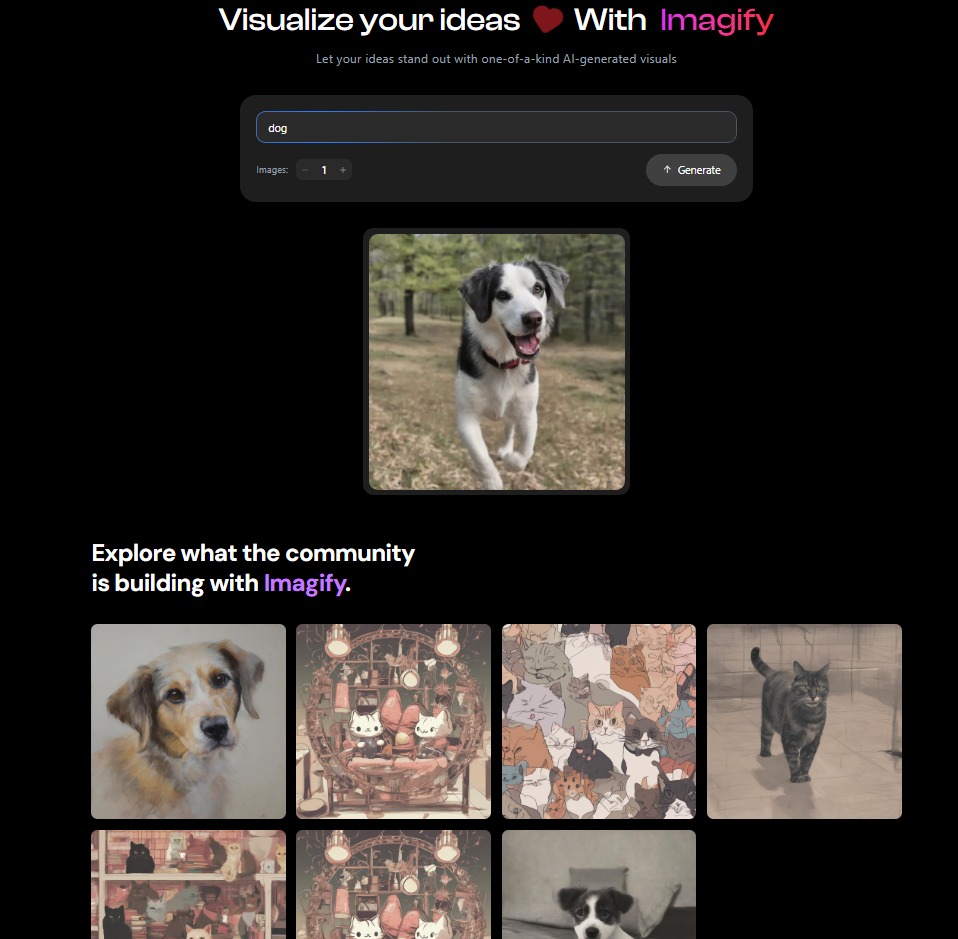 Visualize your ideas With Imagify
Let your ideas stand out with one-of-a-kind AI-generated visuals
dog
Images: − 1 +
↑ Generate
Explore what the community
is building with Imagify.